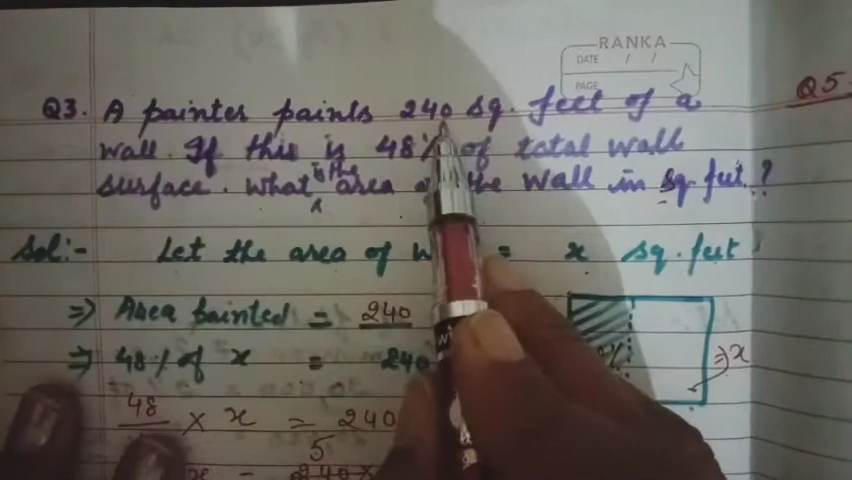 RANKA
DATE / /
PAGE
Q5.
Q3. A painter paints 240 sq. feet of a
wall. If this is 48% of total wall
surface. What is the area the wall in sq. feet ?
Sol:- Let the area of = x sq. feet
⇒ Area painted = 240
⇒ 48% of x = 240
48 × x = 240
5
x = 240×
% ⇒ x